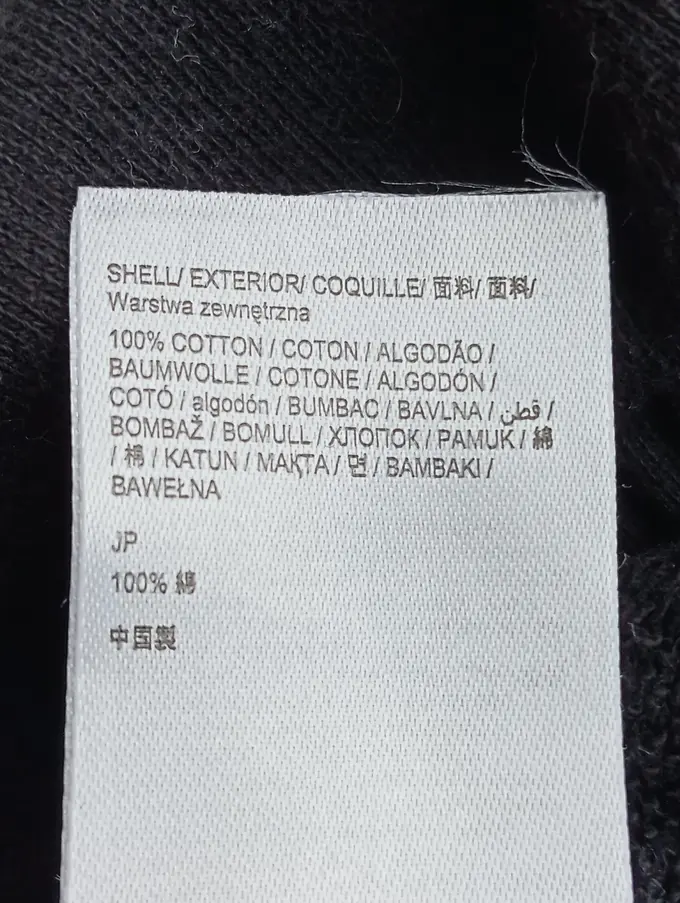 SHELL/ EXTERIOR/ COQUILLE/ 面料/ 面料/
Warstwa zewnętrzna
100% COTTON / COTON / ALGODÃO /
BAUMWOLLE / COTONE / ALGODÓN /
COTÓ / algodón / BUMBAC / BAVLNA / قطن /
BOMBAŽ / BOMULL / ХЛОПОК / PAMUK / 綿
/ 棉 / KATUN / МАҚТА / 면 / BAMBAKI /
BAWEŁNA
JP
100% 綿
中国製